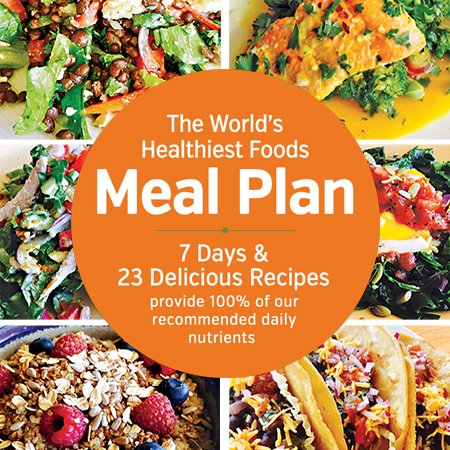 The World's
Healthiest Foods
Meal Plan
7 Days &
23 Delicious Recipes
provide 100% of our
recommended daily
nutrients